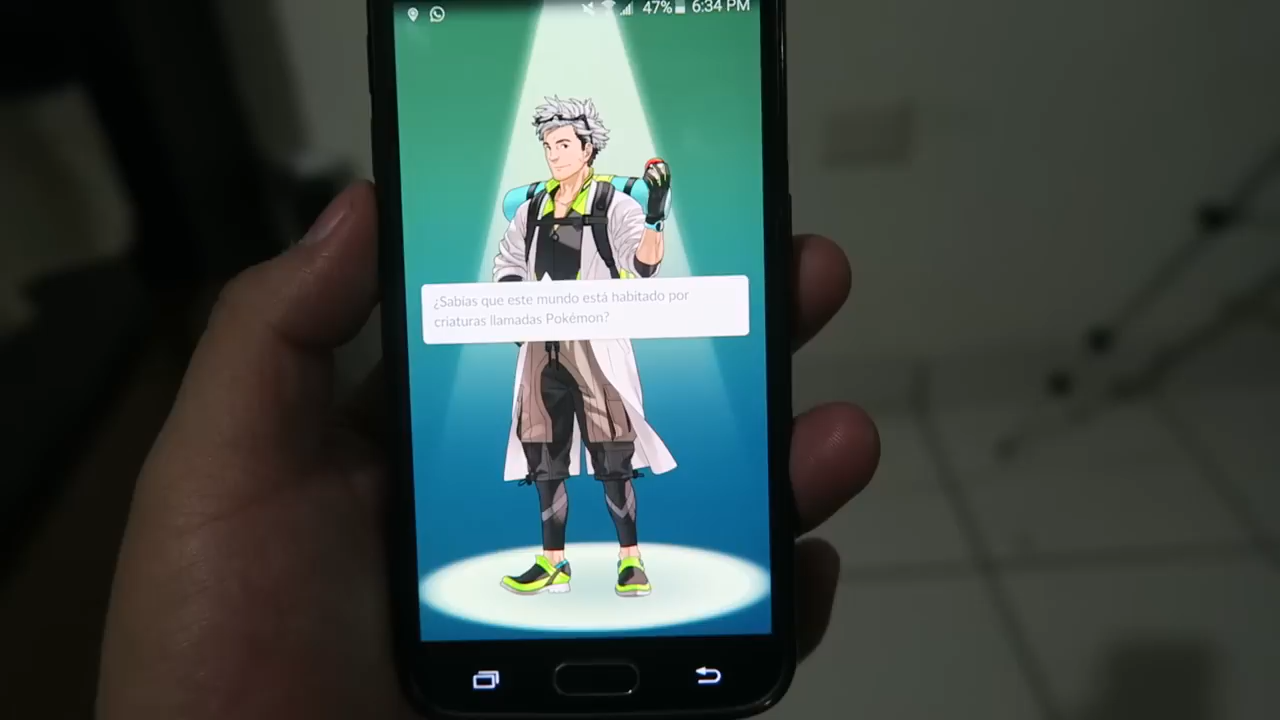 47% 6:34 PM
¿Sabías que este mundo está habitado por
criaturas llamadas Pokémon?